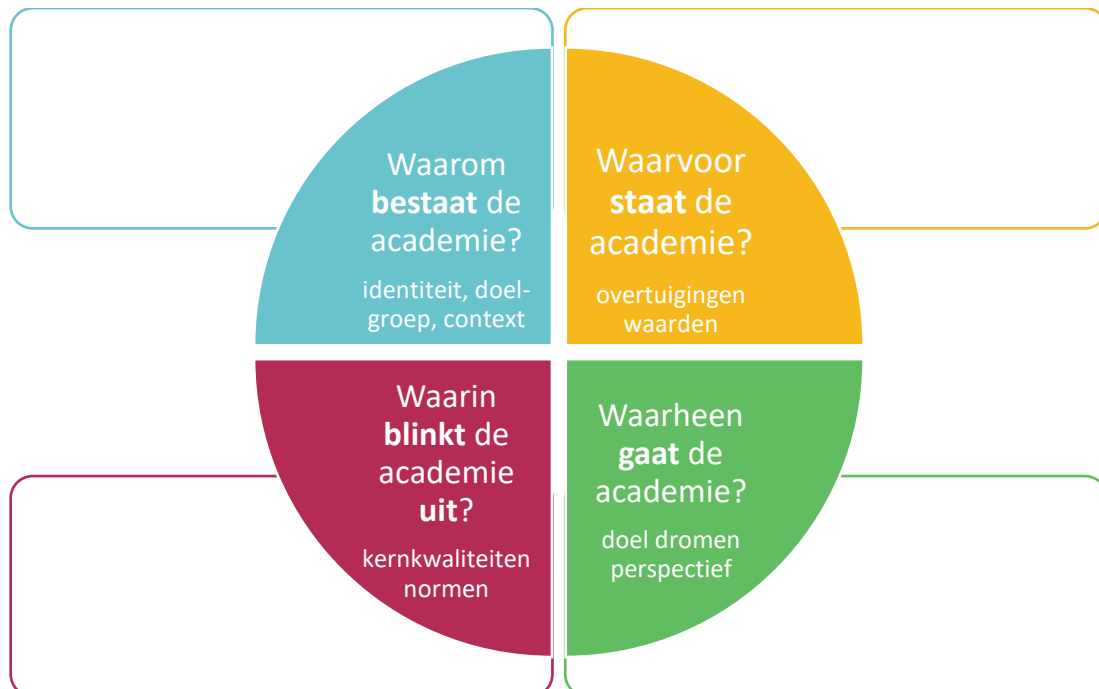 Waarom
bestaat de
academie?
identiteit, doel-
groep, context
Waarvoor
staat de
academie?
overtuigingen
waarden
Waarin
blinkt de
academie
uit?
kernkwaliteiten
normen
Waarheen
gaat de
academie?
doel dromen
perspectief